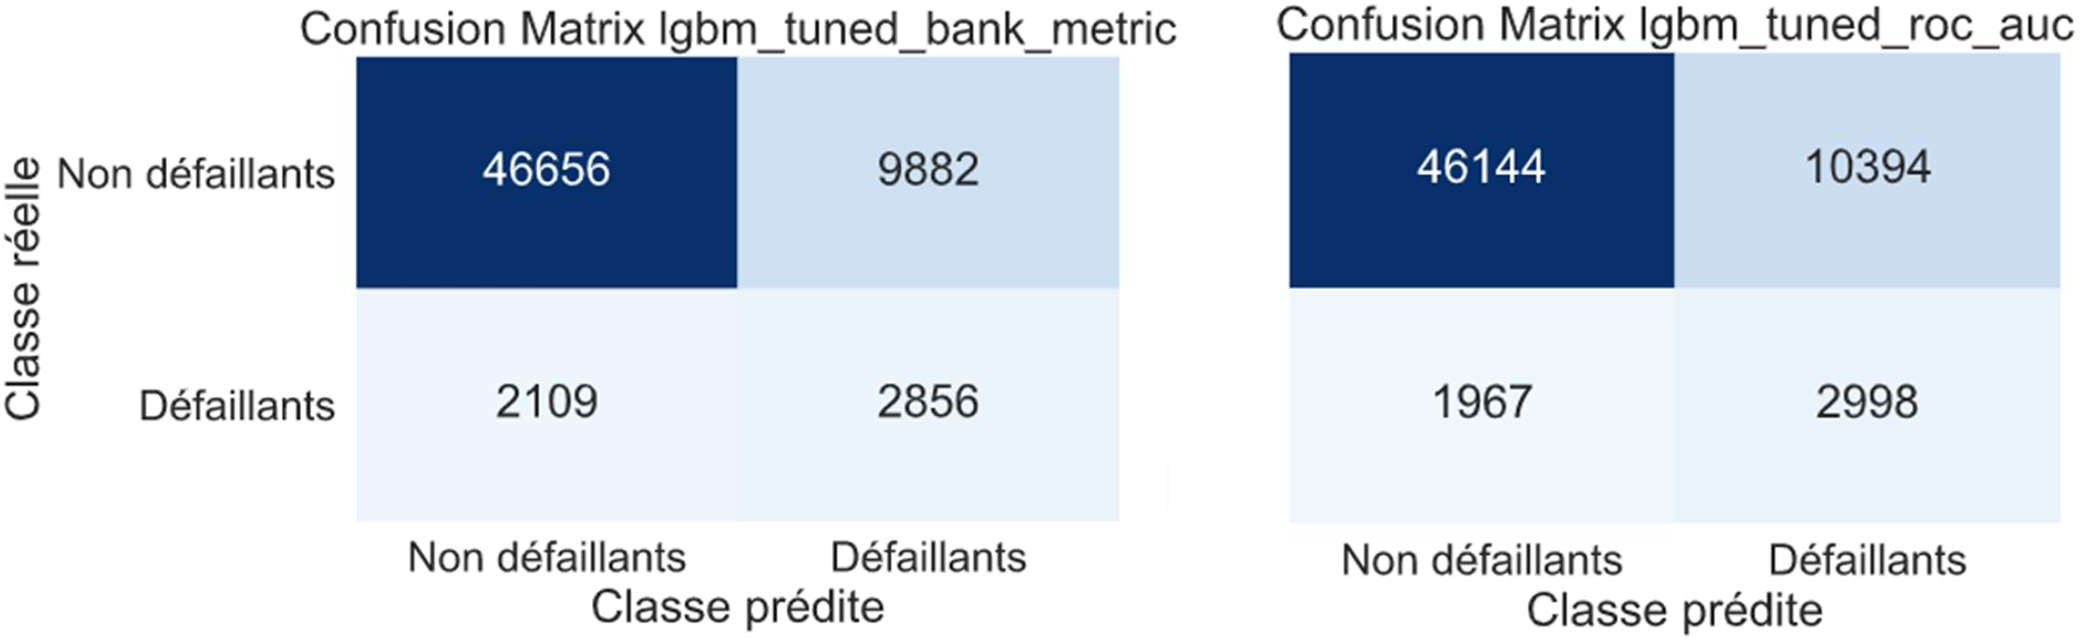 Confusion Matrix lgbm_tuned_bank_metric
Classe réelle
Non défaillants
46656
9882
Défaillants
2109
2856
Non défaillants
Défaillants
Classe prédite
Confusion Matrix lgbm_tuned_roc_auc
46144
10394
1967
2998
Non défaillants
Défaillants
Classe prédite